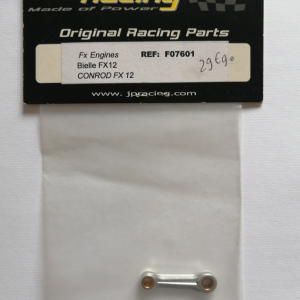 Racing
Made of Power
Original Racing Parts
Fx Engines REF: F07601
Bielle FX12
CONROD FX 12
29€90
www.jpracing.com